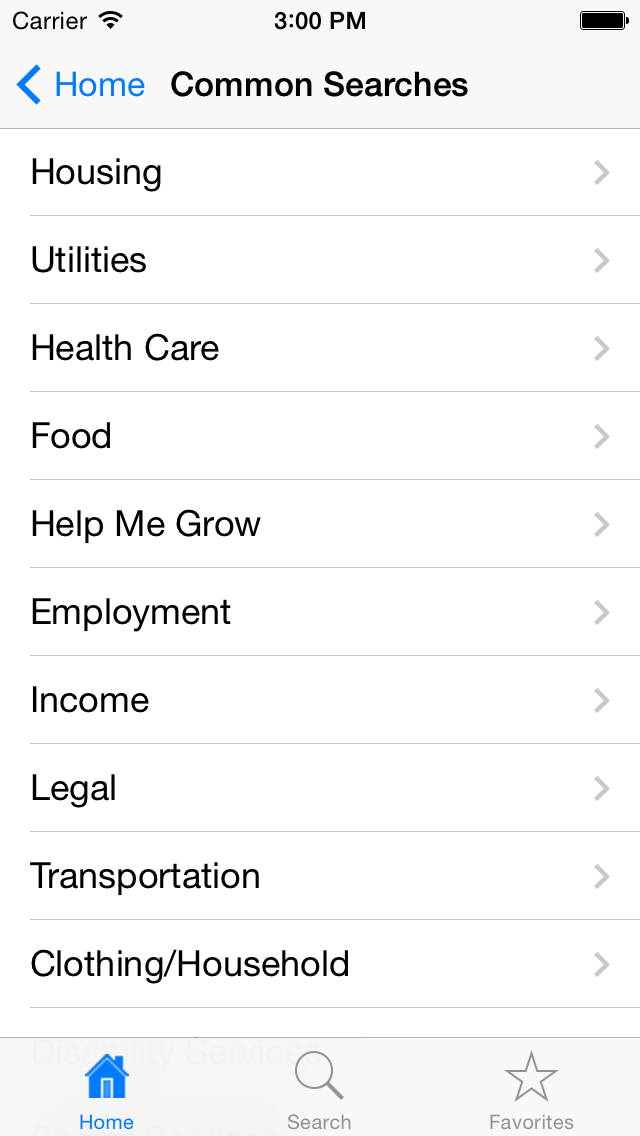 Carrier 3:00 PM
Home Common Searches
Housing
Utilities
Health Care
Food
Help Me Grow
Employment
Income
Legal
Transportation
Clothing/Household
Disability Services
Home Search Favorites